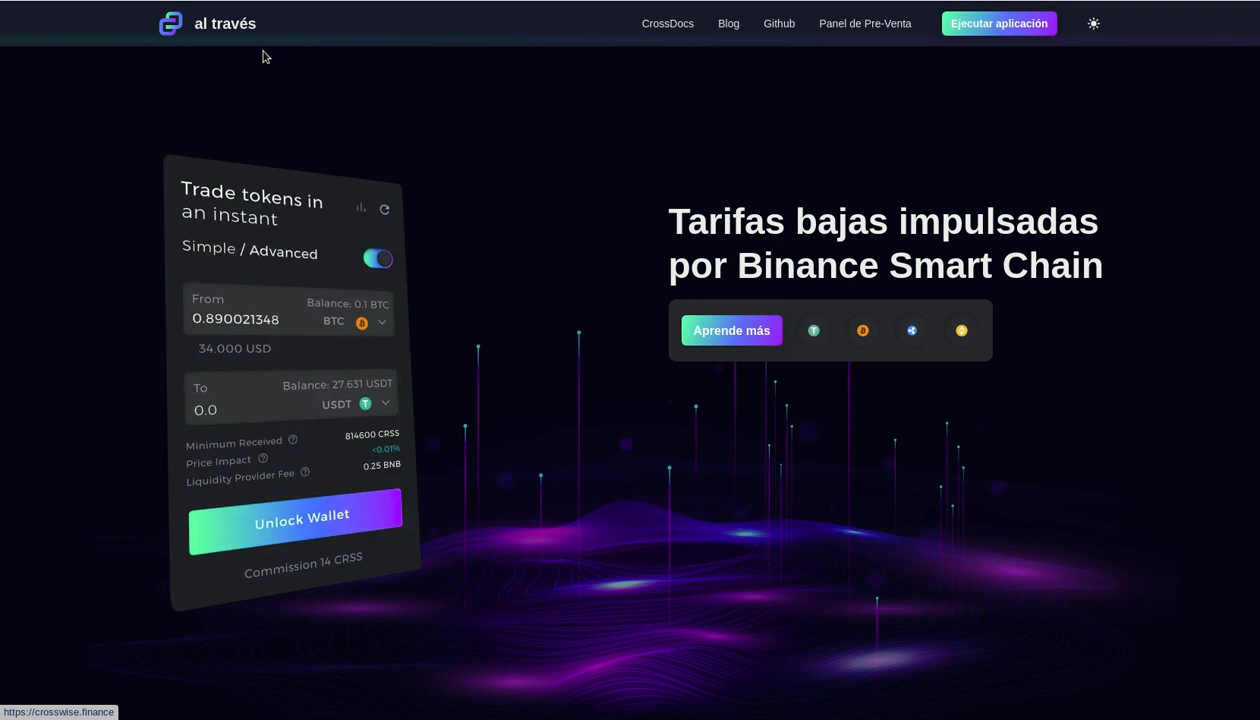 al través
CrossDocs
Blog
Github
Panel de Pre-Venta
Ejecutar aplicación
Trade tokens in
an instant
Simple / Advanced
From
Balance: 0.1 BTC
0.890021348
BTC
34.000 USD
To
Balance: 27.631 USDT
0.0
USDT
Minimum Received
814600 CRSS
Price Impact
<0.01%
Liquidity Provider Fee
0.25 BNB
Unlock Wallet
Commission 14 CRSS
Tarifas bajas impulsadas
por Binance Smart Chain
Aprende más
https://crosswise.finance